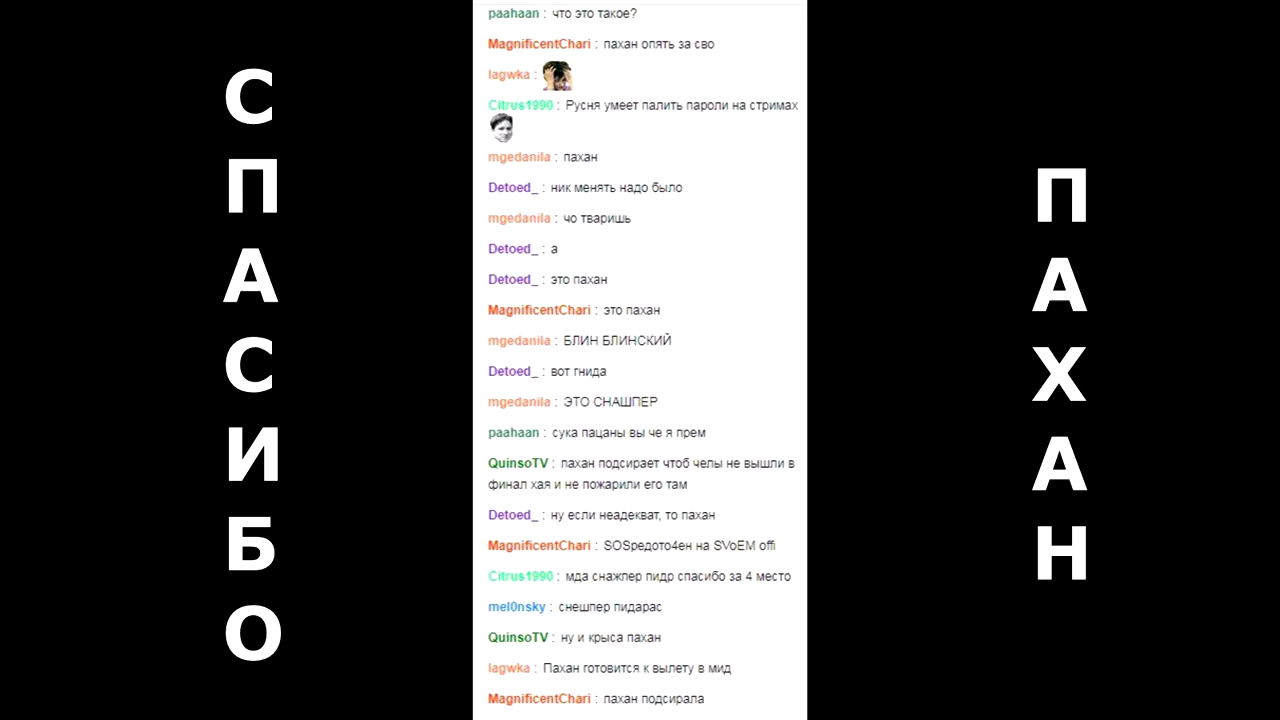 СПАСИБО
paahaan : что это такое?
MagnificentChari : пахан опять за сво
lagwka :
Citrus1990 : Русня умеет палить пароли на стримах
mgedanila : пахан
Detoed_ : ник менять надо было
mgedanila : чо тваришь
Detoed_ : а
Detoed_ : это пахан
MagnificentChari : это пахан
mgedanila : БЛИН БЛИНСКИЙ
Detoed_ : вот гнида
mgedanila : ЭТО СНАШПЕР
paahaan : сука пацаны вы че я прем
QuinsoTV : пахан подсирает чтоб челы не вышли в
финал хая и не пожарили его там
Detoed_ : ну если неадекват, то пахан
MagnificentChari : SOSредото4ен на SVoEM offi
Citrus1990 : мда снажпер пидр спасибо за 4 место
mel0nsky : снешпер пидарас
QuinsoTV : ну и крыса пахан
lagwka : Пахан готовится к вылету в мид
MagnificentChari : пахан подсирала
ПАХАН